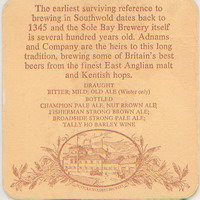 The earliest surviving reference to
brewing in Southwold dates back to
1345 and the Sole Bay Brewery itself
is several hundred years old. Adnams
and Company are the heirs to this long
tradition, brewing some of Britain's best
beers from the finest East Anglian malt
and Kentish hops.
DRAUGHT
BITTER; MILD; OLD ALE (Winter only)
BOTTLED
CHAMPION PALE ALE; NUT BROWN ALE;
FISHERMAN STRONG BROWN ALE;
BROADSIDE STRONG PALE ALE;
TALLY HO BARLEY WINE